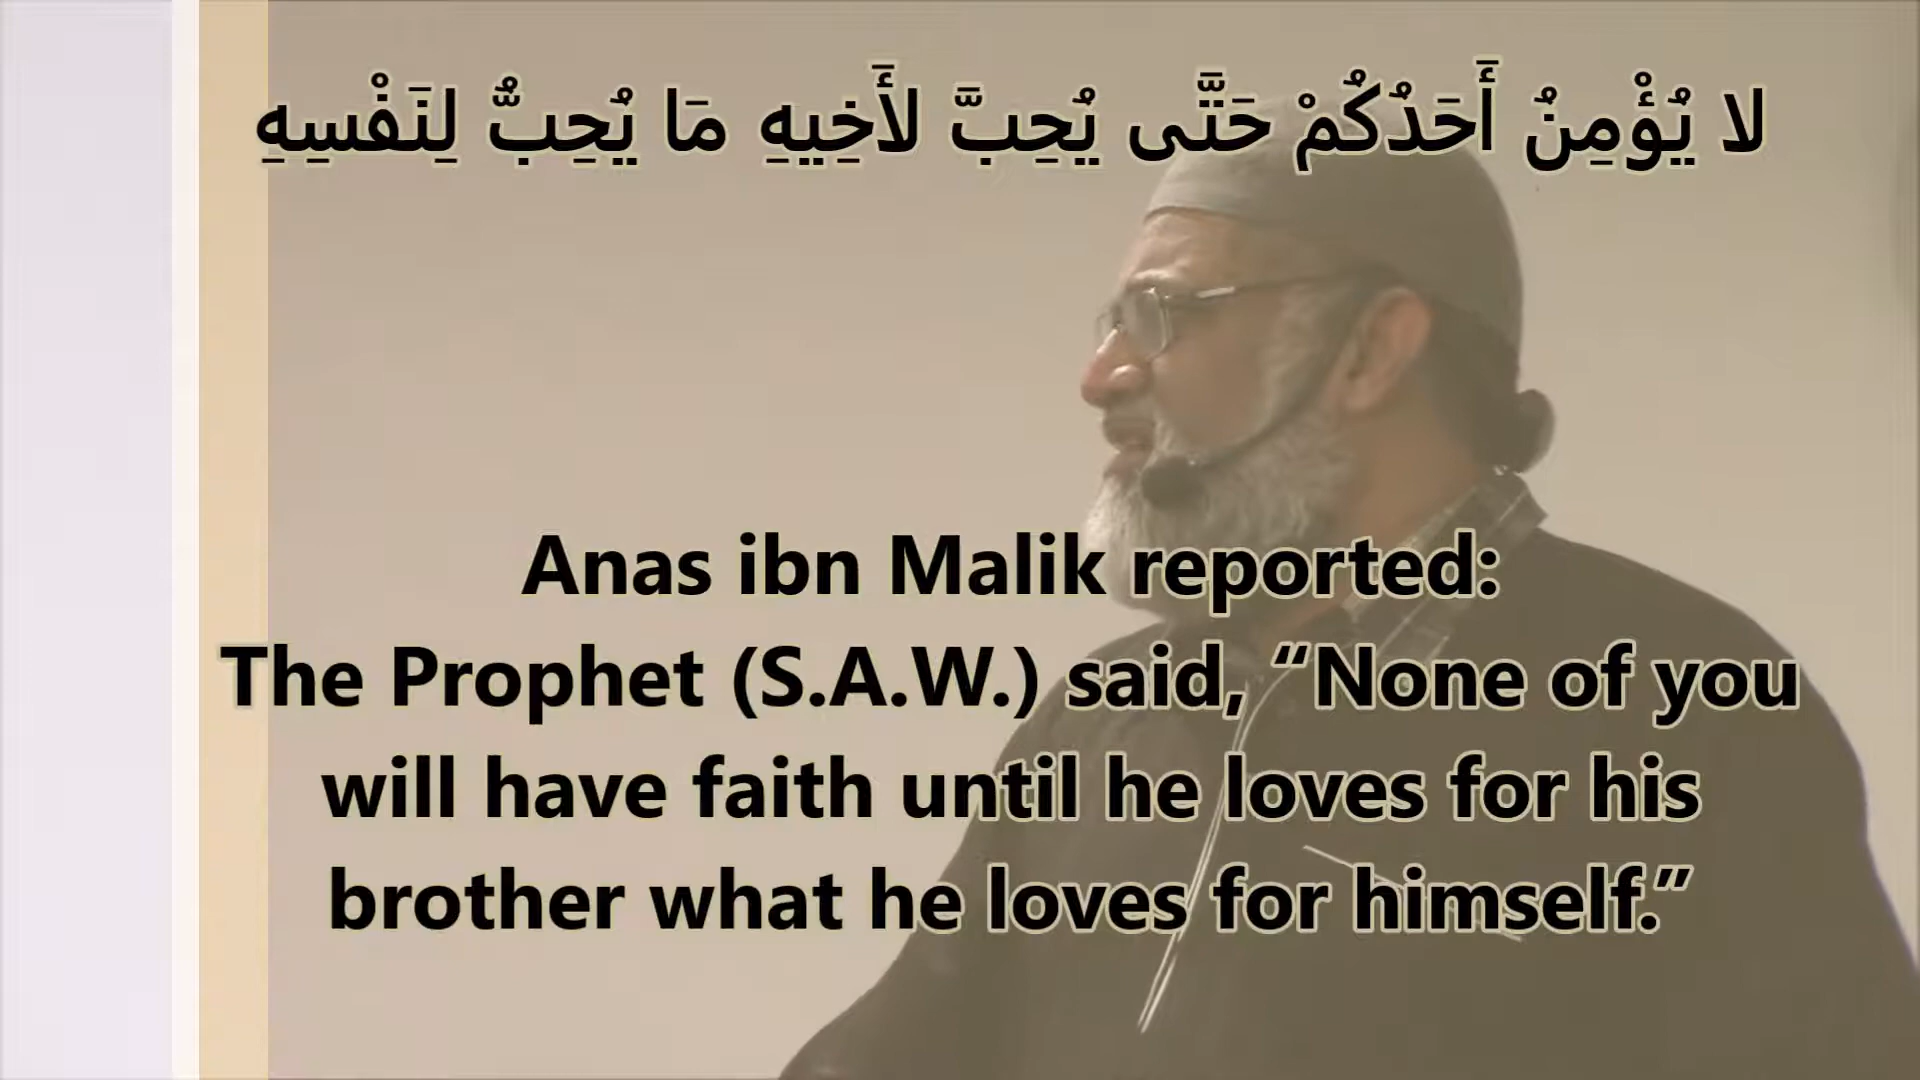 لا يُؤْمِنُ أَحَدُكُمْ حَتَّى يُحِبَّ لأَخِيهِ مَا يُحِبُّ لِنَفْسِهِ
Anas ibn Malik reported:
The Prophet (S.A.W.) said, “None of you
will have faith until he loves for his
brother what he loves for himself.”